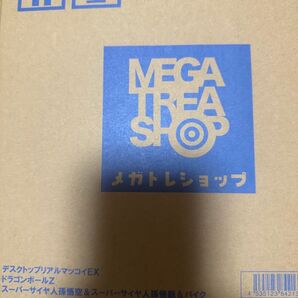 MEGA
TREA
SHOP
メガトレショップ
デスクトップリアルマッコイEX
ドラゴンボールZ
スーパーサイヤ人孫悟空&スーパーサイヤ人孫悟飯&バイク